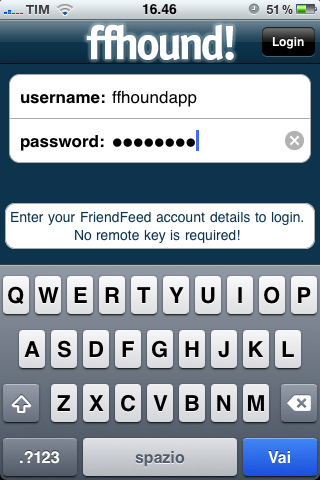 TIM 16.46 51%
ffhound! Login
username: ffhoundapp
password: ●●●●●●●●
Enter your FriendFeed account details to login.
No remote key is required!
Q W E R T Y U I O P
A S D F G H J K L
Z X C V B N M
.?123 spazio Vai